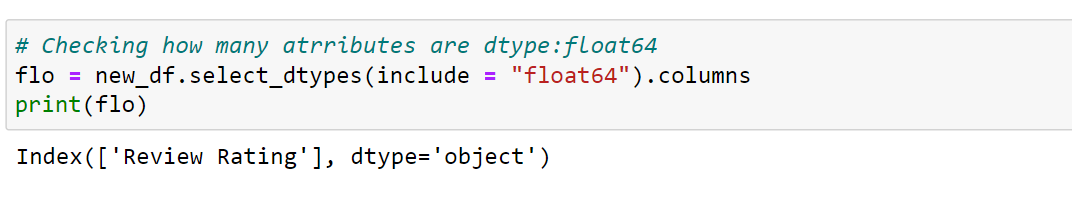 # Checking how many atrributes are dtype:float64
flo = new_df.select_dtypes(include = "float64").columns
print(flo)
Index(['Review Rating'], dtype='object')